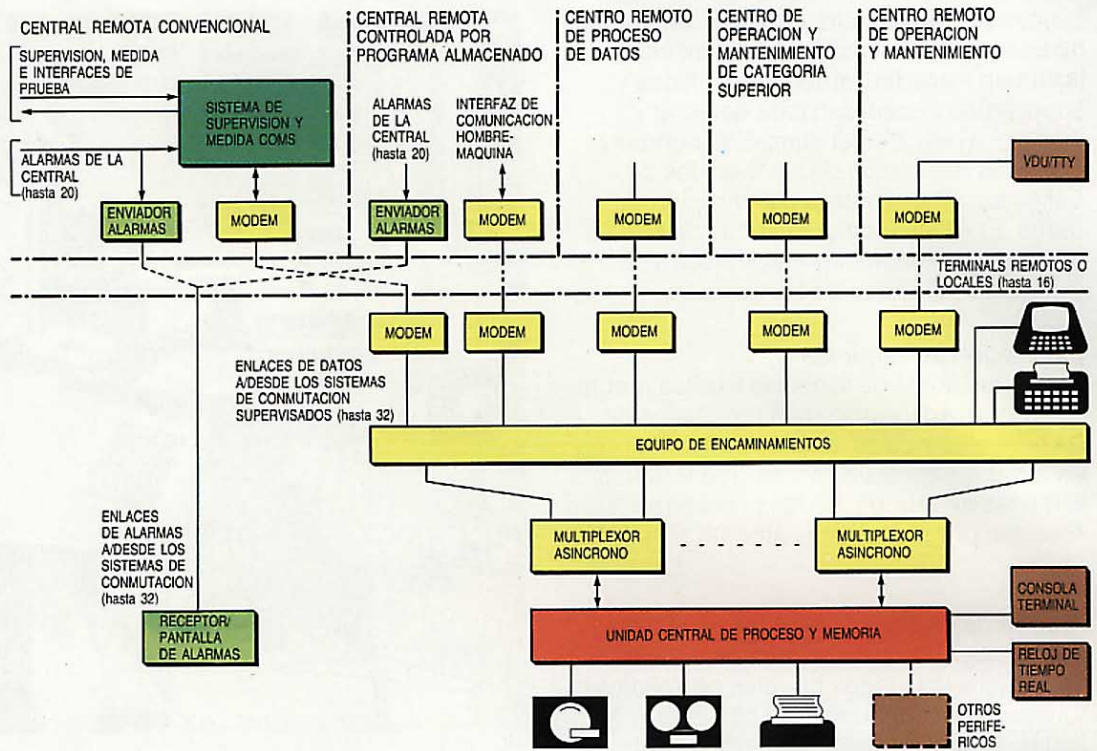 CENTRAL REMOTA CONVENCIONAL
SUPERVISION, MEDIDA
E INTERFACES DE
PRUEBA
ALARMAS DE LA
CENTRAL
(hasta 20)
SISTEMA DE
SUPERVISION Y
MEDIDA COMS
ENVIADOR
ALARMAS
MODEM
CENTRAL REMOTA
CONTROLADA POR
PROGRAMA ALMACENADO
ALARMAS
DE LA
CENTRAL
(hasta 20)
INTERFAZ DE
COMUNICACION
HOMBRE-
MAQUINA
ENVIADOR
ALARMAS
MODEM
CENTRO REMOTO
DE PROCESO DE
DATOS
MODEM
CENTRO DE
OPERACION Y
MANTENIMIENTO
DE CATEGORIA
SUPERIOR
MODEM
CENTRO REMOTO
DE OPERACION
Y MANTENIMIENTO
VDU/TTY
MODEM
TERMINALS REMOTOS O
LOCALES (hasta 16)
MODEM
MODEM
MODEM
MODEM
MODEM
ENLACES DE DATOS
A/DESDE LOS SISTEMAS
DE CONMUTACION
SUPERVISADOS (hasta 32)
EQUIPO DE ENCAMINAMIENTOS
ENLACES
DE ALARMAS
A/DESDE LOS
SISTEMAS DE
CONMUTACION
(hasta 32)
MULTIPLEXOR
ASINCRONO
MULTIPLEXOR
ASINCRONO
RECEPTOR/
PANTALLA
DE ALARMAS
UNIDAD CENTRAL DE PROCESO Y MEMORIA
CONSOLA
TERMINAL
RELOJ DE
TIEMPO
REAL
OTROS
PERIFE-
RICOS